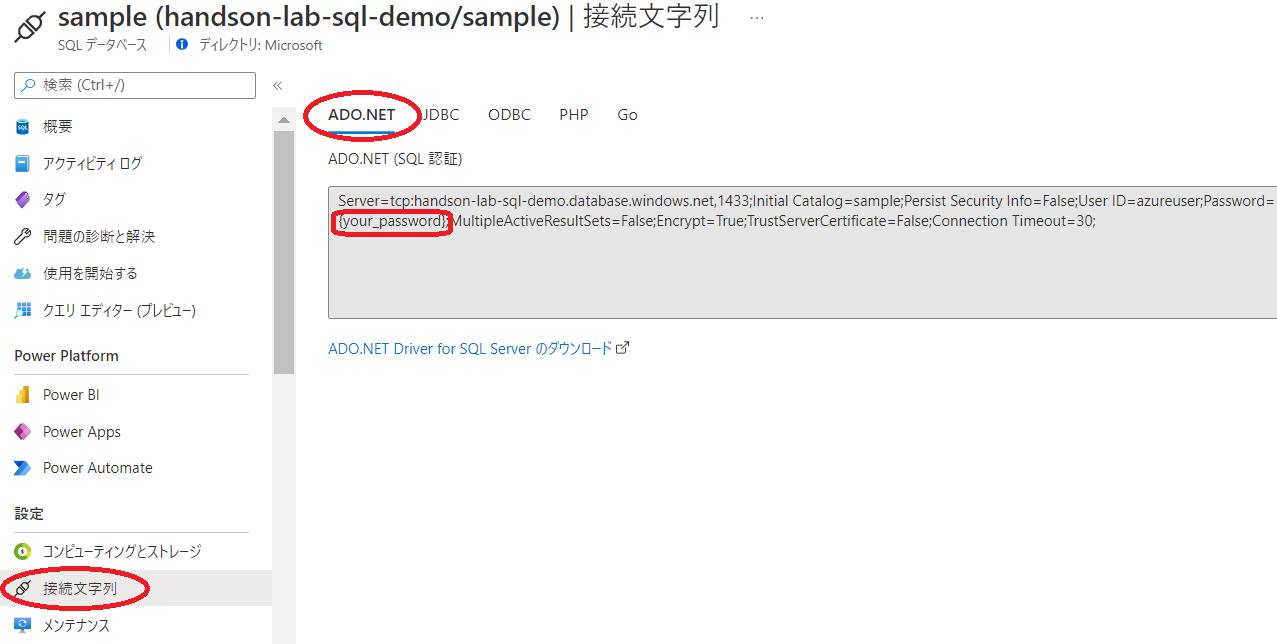 sample (handson-lab-sql-demo/sample) | 接続文字列 …
SQL データベース ディレクトリ: Microsoft
検索 (Ctrl+/) «
概要
アクティビティ ログ
タグ
問題の診断と解決
使用を開始する
クエリ エディター (プレビュー)
Power Platform
Power BI
Power Apps
Power Automate
設定
コンピューティングとストレージ
接続文字列
メンテナンス
ADO.NET JDBC ODBC PHP Go
ADO.NET (SQL 認証)
Server=tcp:handson-lab-sql-demo.database.windows.net,1433;Initial Catalog=sample;Persist Security Info=False;User ID=azureuser;Password=
{your_password};MultipleActiveResultSets=False;Encrypt=True;TrustServerCertificate=False;Connection Timeout=30;
ADO.NET Driver for SQL Server のダウンロード